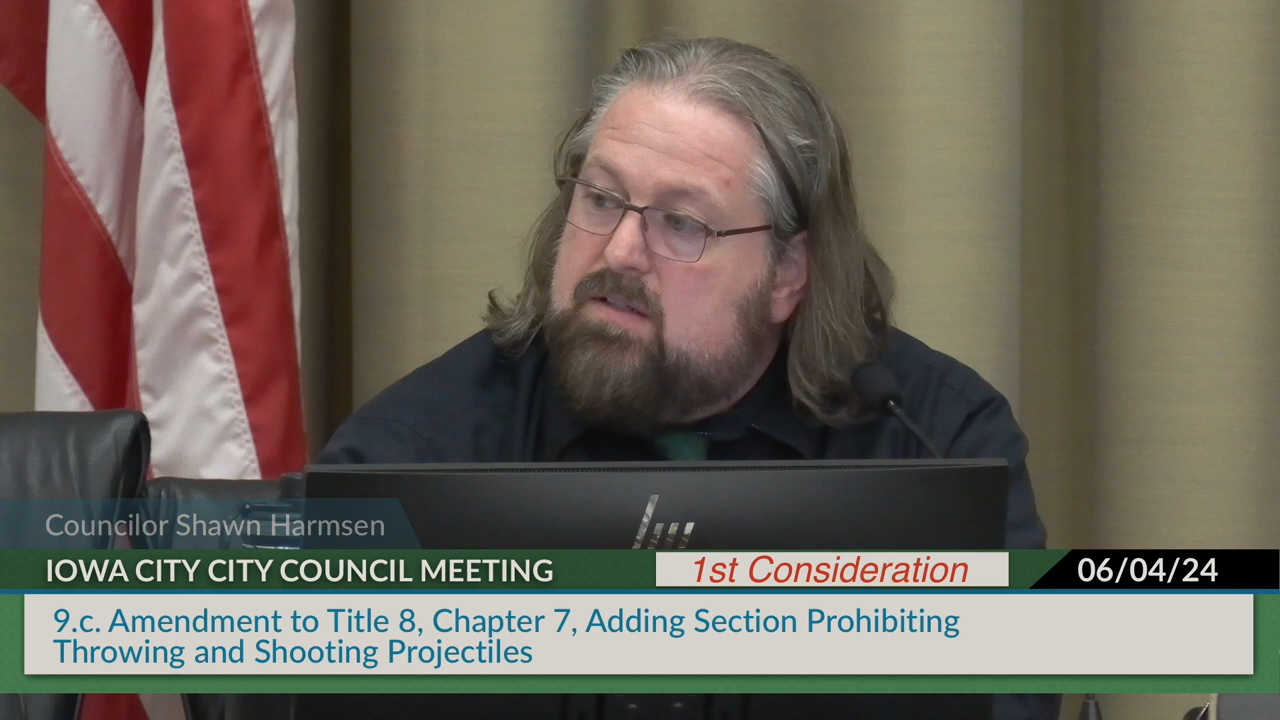 Councilor Shawn Harmsen
IOWA CITY CITY COUNCIL MEETING
1st Consideration
06/04/24
9.c. Amendment to Title 8, Chapter 7, Adding Section Prohibiting
Throwing and Shooting Projectiles
hp